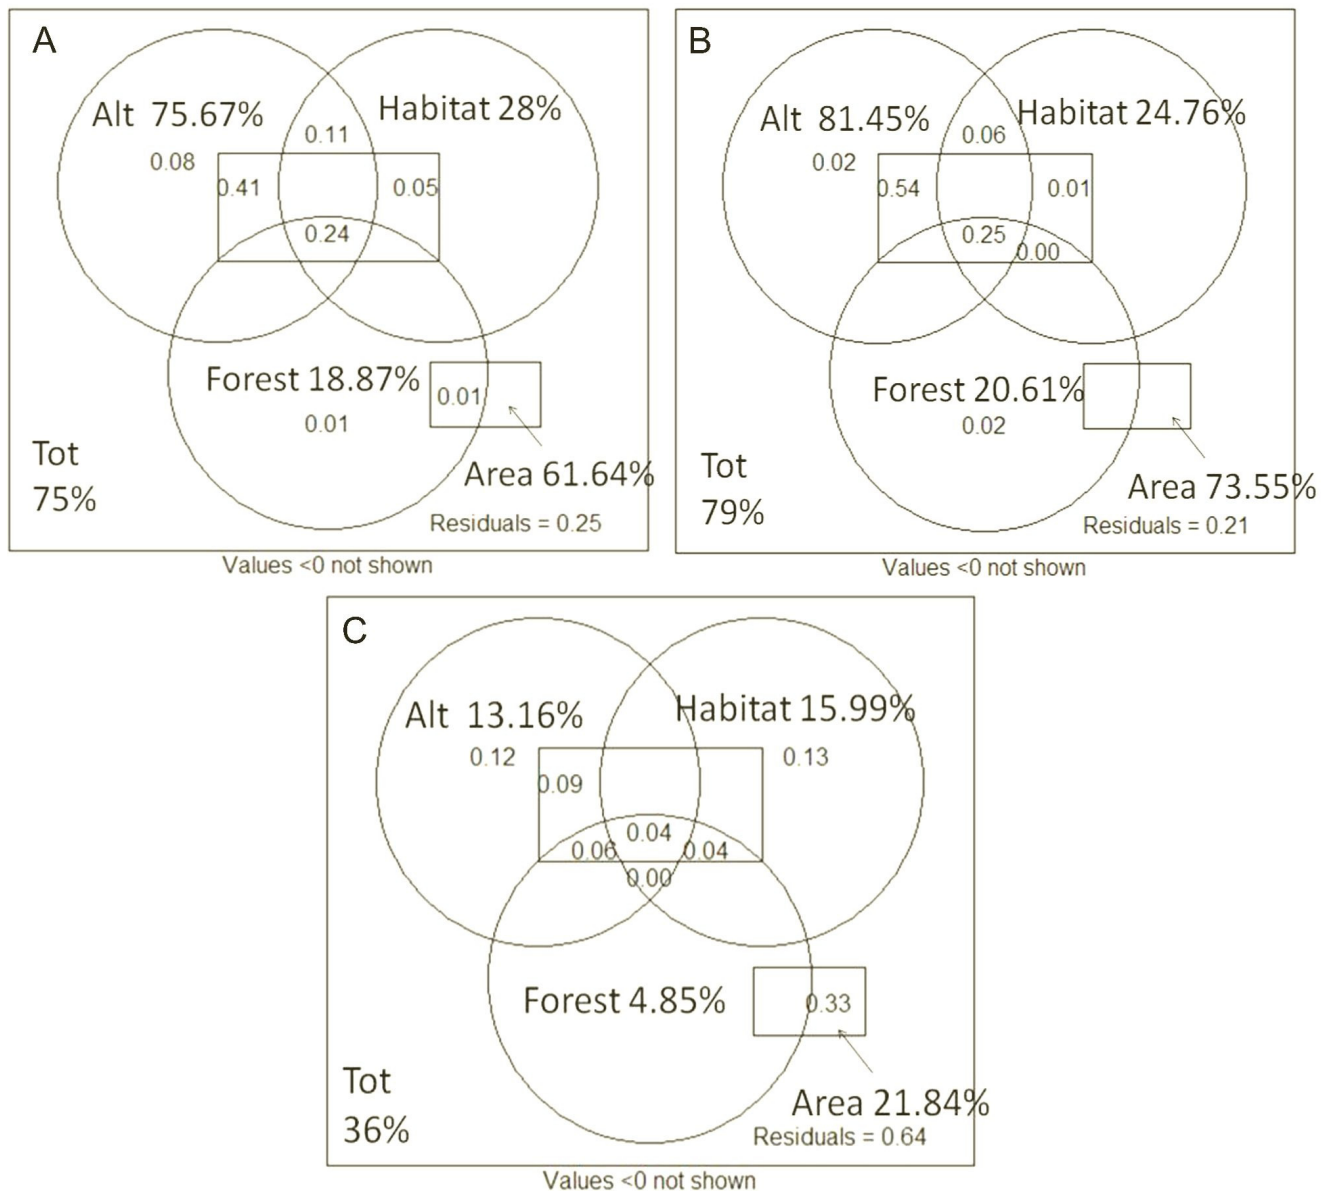 A
Alt 75.67%
Habitat 28%
0.11
0.08
0.41
0.05
0.24
Forest 18.87%
0.01
0.01
Area 61.64%
Tot
75%
Residuals = 0.25
Values <0 not shown
B
Alt 81.45%
Habitat 24.76%
0.06
0.02
0.54
0.01
0.25
0.00
Forest 20.61%
0.02
Area 73.55%
Tot
79%
Residuals = 0.21
Values <0 not shown
C
Alt 13.16%
Habitat 15.99%
0.12
0.13
0.09
0.04
0.06
0.04
0.00
Forest 4.85%
0.33
Area 21.84%
Tot
36%
Residuals = 0.64
Values <0 not shown